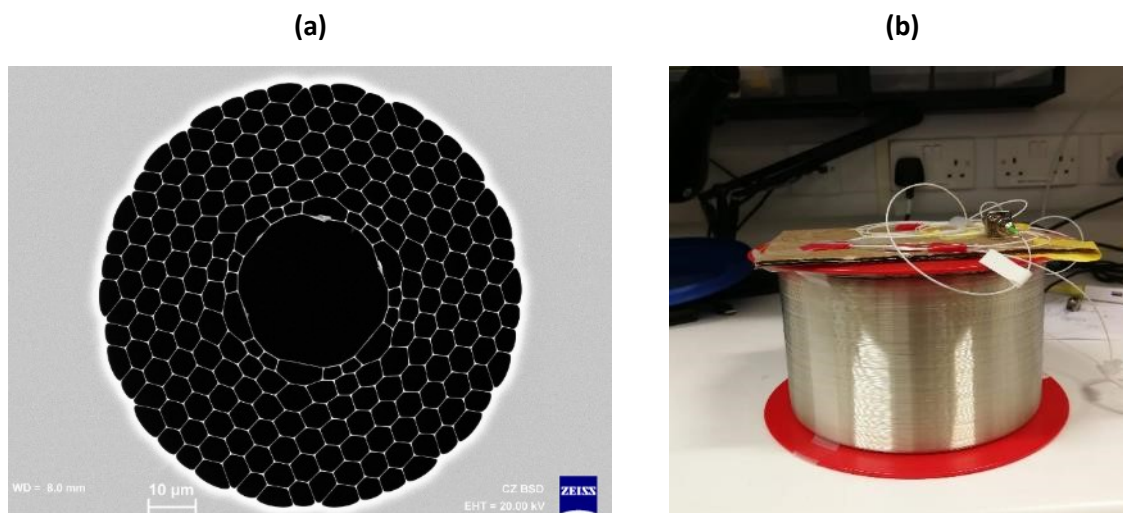 (a)
(b)
WD = 8.0 mm
10 µm
CZ BSD
EHT = 20.00 kV
ZEISS